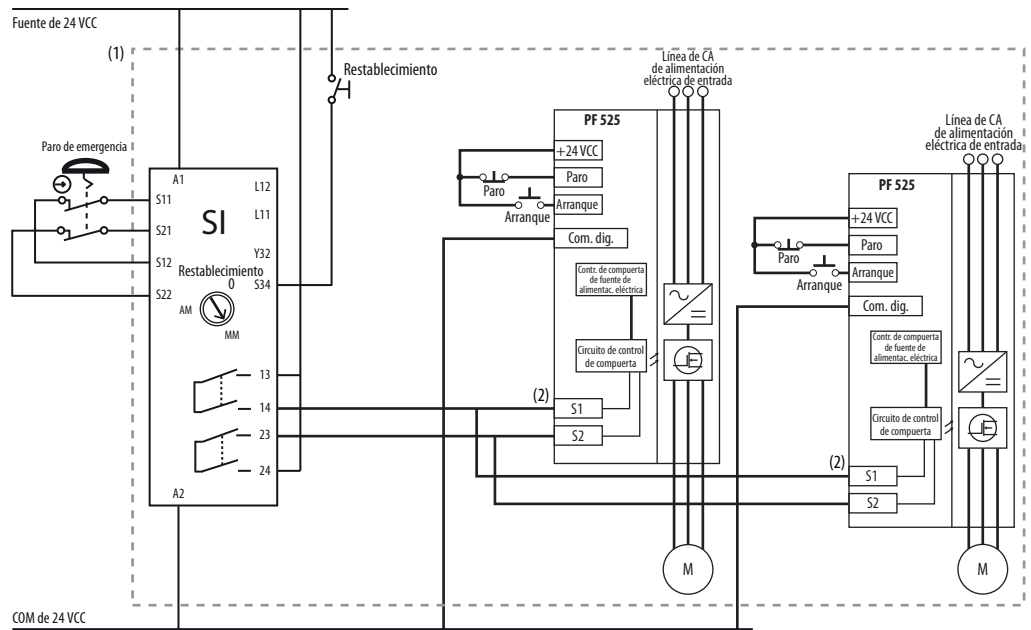 Fuente de 24 VCC
(1)
Restablecimiento
Línea de CA
de alimentación
eléctrica de entrada
PF 525
+24 VCC
Paro
Arranque
Com. dig.
Paro
Arranque
Contr. de compuerta
de fuente de
alimentac. eléctrica
Circuito de control
de compuerta
(2)
S1
S2
M
Línea de CA
de alimentación
eléctrica de entrada
PF 525
+24 VCC
Paro
Arranque
Com. dig.
Paro
Arranque
Contr. de compuerta
de fuente de
alimentac. eléctrica
Circuito de control
de compuerta
(2)
S1
S2
M
Paro de emergencia
A1
S11
S21
S12
S22
L12
L11
Y32
S34
SI
Restablecimiento
0
AM
MM
13
14
23
24
A2
COM de 24 VCC